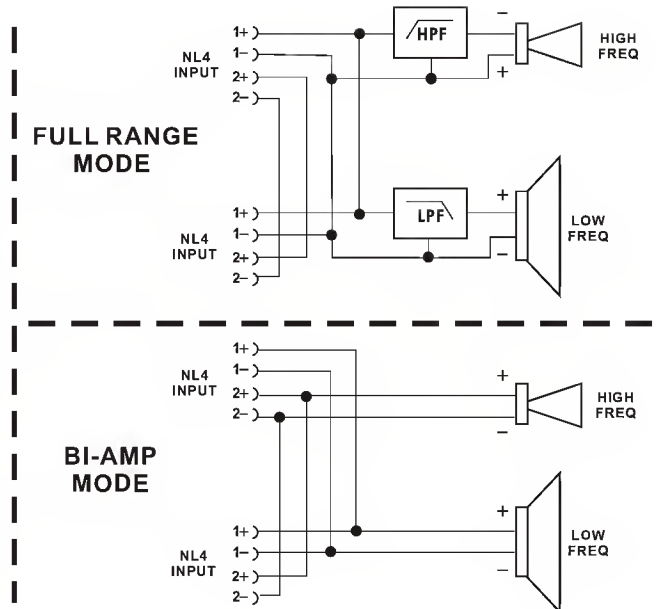 1+
1–
2+
2–
NL4
INPUT
HPF
–
+
HIGH
FREQ
FULL RANGE
MODE
1+
1–
2+
2–
NL4
INPUT
LPF
+
–
LOW
FREQ
1+
1–
2+
2–
NL4
INPUT
+
–
HIGH
FREQ
BI-AMP
MODE
1+
1–
2+
2–
NL4
INPUT
+
–
LOW
FREQ